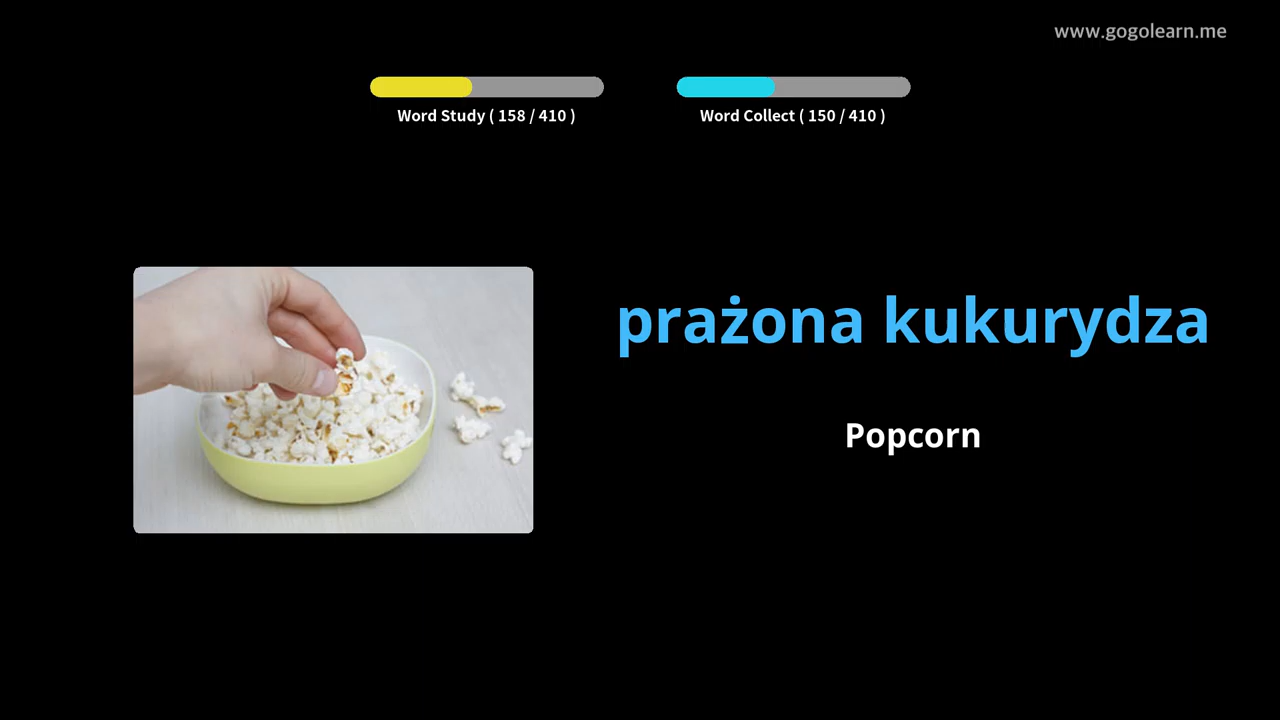 www.gogolearn.me
Word Study ( 158 / 410 )
Word Collect ( 150 / 410 )
prażona kukurydza
Popcorn